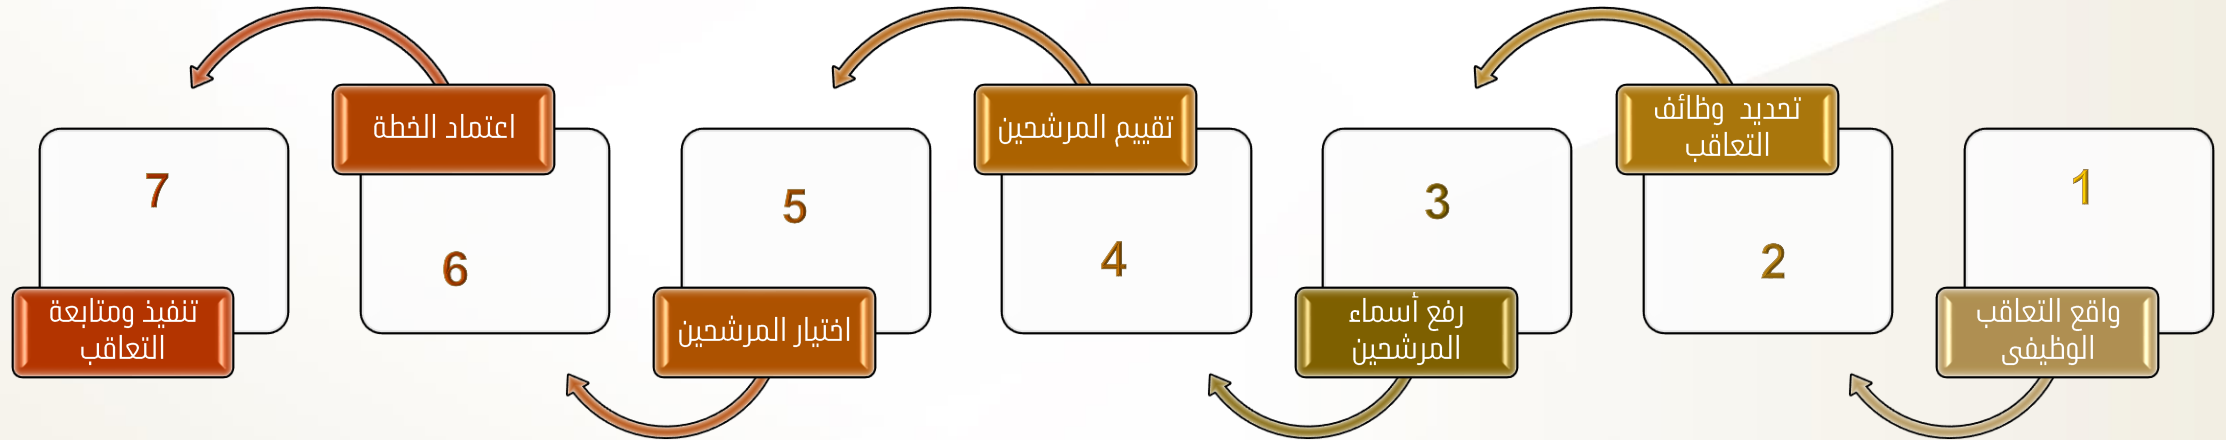 1
واقع التعاقب
الوظيفى
2
تحديد وظائف
التعاقب
3
رفع أسماء
المرشحين
4
تقييم المرشحين
5
اختيار المرشحين
6
اعتماد الخطة
7
تنفيذ ومتابعة
التعاقب